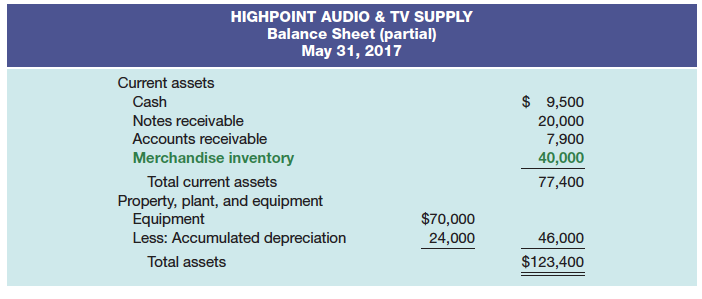 HIGHPOINT AUDIO & TV SUPPLY
Balance Sheet (partial)
May 31, 2017
Current assets
Cash $ 9,500
Notes receivable 20,000
Accounts receivable 7,900
Merchandise inventory 40,000
Total current assets 77,400
Property, plant, and equipment
Equipment $70,000
Less: Accumulated depreciation 24,000 46,000
Total assets $123,400